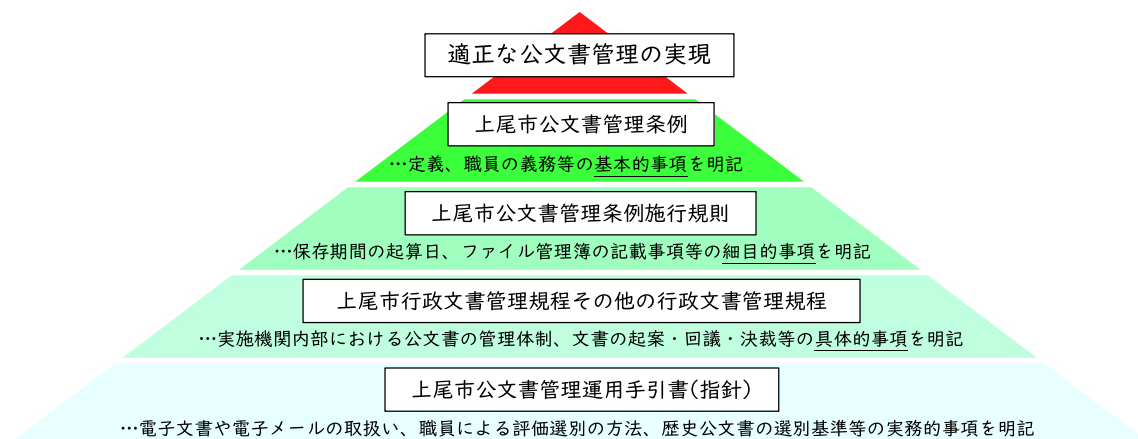 適正な公文書管理の実現
上尾市公文書管理条例
…定義、職員の義務等の基本的事項を明記
上尾市公文書管理条例施行規則
…保存期間の起算日、ファイル管理簿の記載事項等の細目的事項を明記
上尾市行政文書管理規程その他の行政文書管理規程
…実施機関内部における公文書の管理体制、文書の起案・回議・決裁等の具体的事項を明記
上尾市公文書管理運用手引書(指針)
…電子文書や電子メールの取扱い、職員による評価選別の方法、歴史公文書の選別基準等の実務的事項を明記